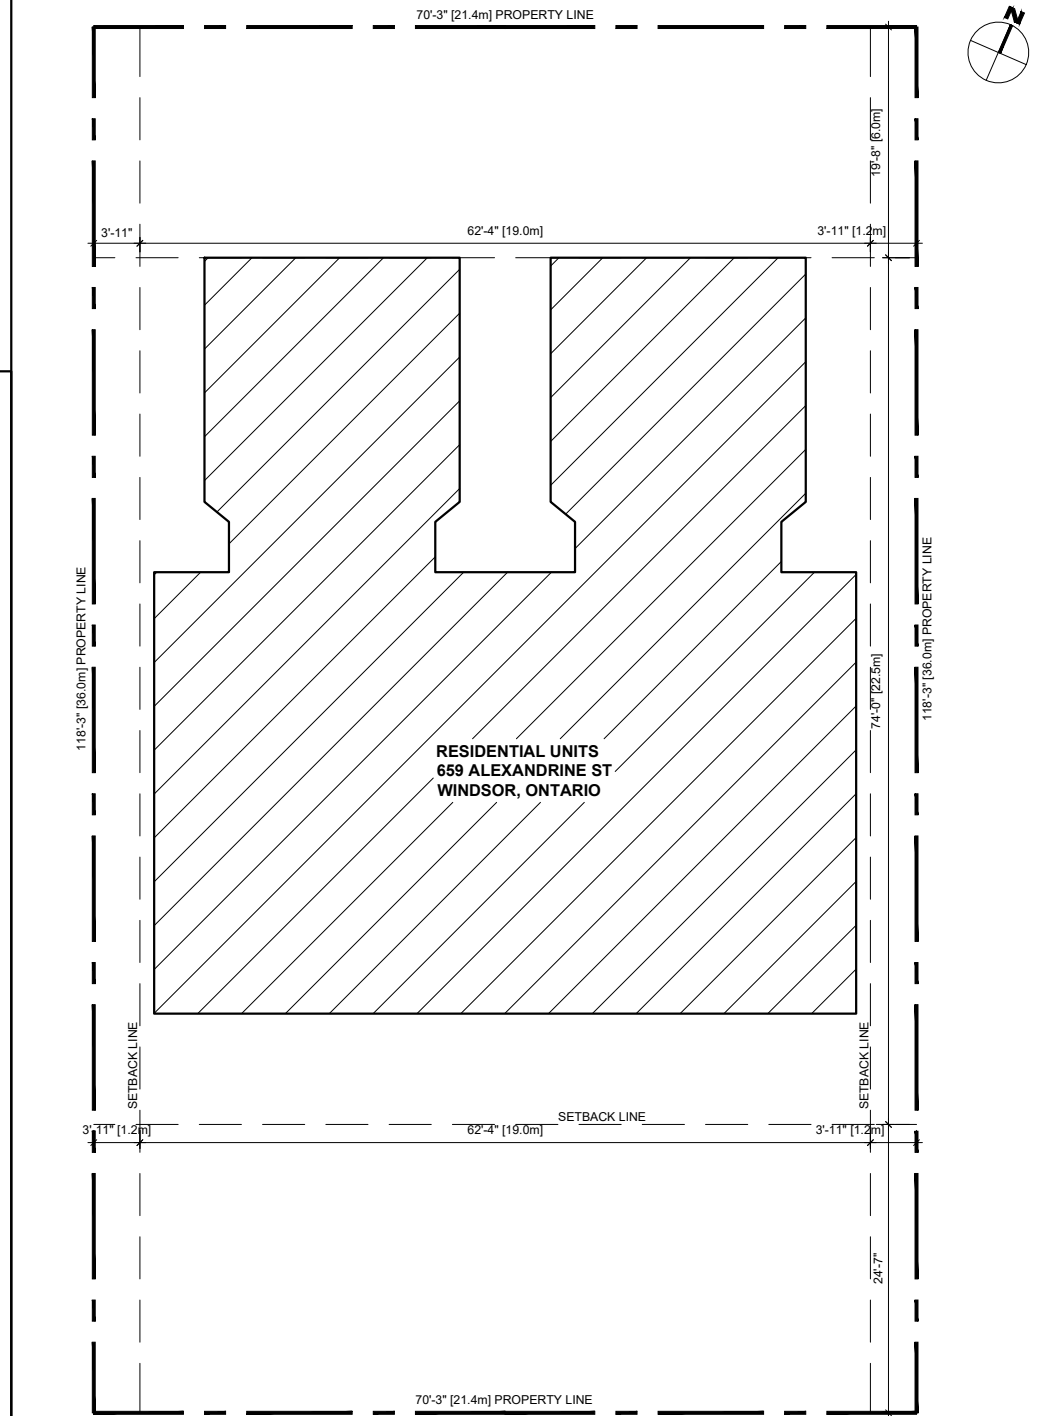 70'-3" [21.4m] PROPERTY LINE
N
19'-8" [6.0m]
3'-11"
62'-4" [19.0m]
3'-11" [1.2m]
118'-3" [36.0m] PROPERTY LINE
118'-3" [36.0m] PROPERTY LINE
74'-0" [22.5m]
RESIDENTIAL UNITS
659 ALEXANDRINE ST
WINDSOR, ONTARIO
SETBACK LINE
SETBACK LINE
SETBACK LINE
3'-11" [1.2m]
62'-4" [19.0m]
3'-11" [1.2m]
24'-7"
70'-3" [21.4m] PROPERTY LINE